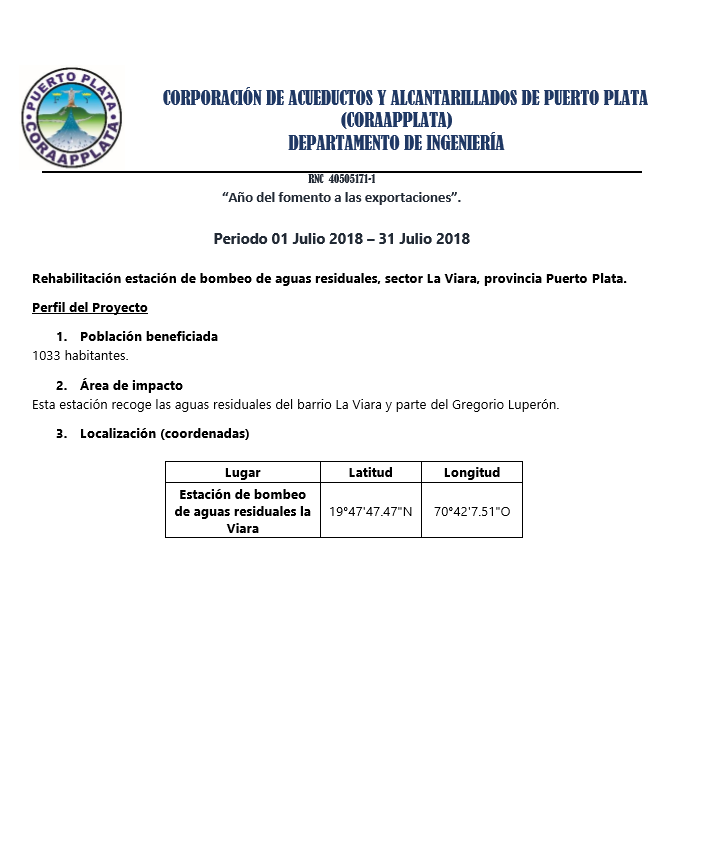 PUERTO PLATA
CORAAPPLATA
CORPORACIÓN DE ACUEDUCTOS Y ALCANTARILLADOS DE PUERTO PLATA
(CORAAPPLATA)
DEPARTAMENTO DE INGENIERÍA
RNC 40505171-1
“Año del fomento a las exportaciones”.
Periodo 01 Julio 2018 – 31 Julio 2018
Rehabilitación estación de bombeo de aguas residuales, sector La Viara, provincia Puerto Plata.
Perfil del Proyecto
1. Población beneficiada
1033 habitantes.
2. Área de impacto
Esta estación recoge las aguas residuales del barrio La Viara y parte del Gregorio Luperón.
3. Localización (coordenadas)
Lugar Latitud Longitud
Estación de bombeo
de aguas residuales la 19°47'47.47"N 70°42'7.51"O
Viara